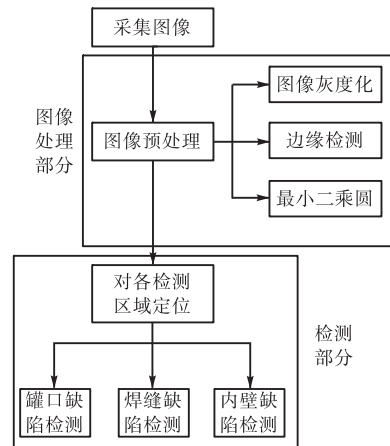 采集图像
图像
处理
部分
图像预处理
图像灰度化
边缘检测
最小二乘圆
对各检测
区域定位
检测
部分
罐口缺
陷检测
焊缝缺
陷检测
内壁缺
陷检测